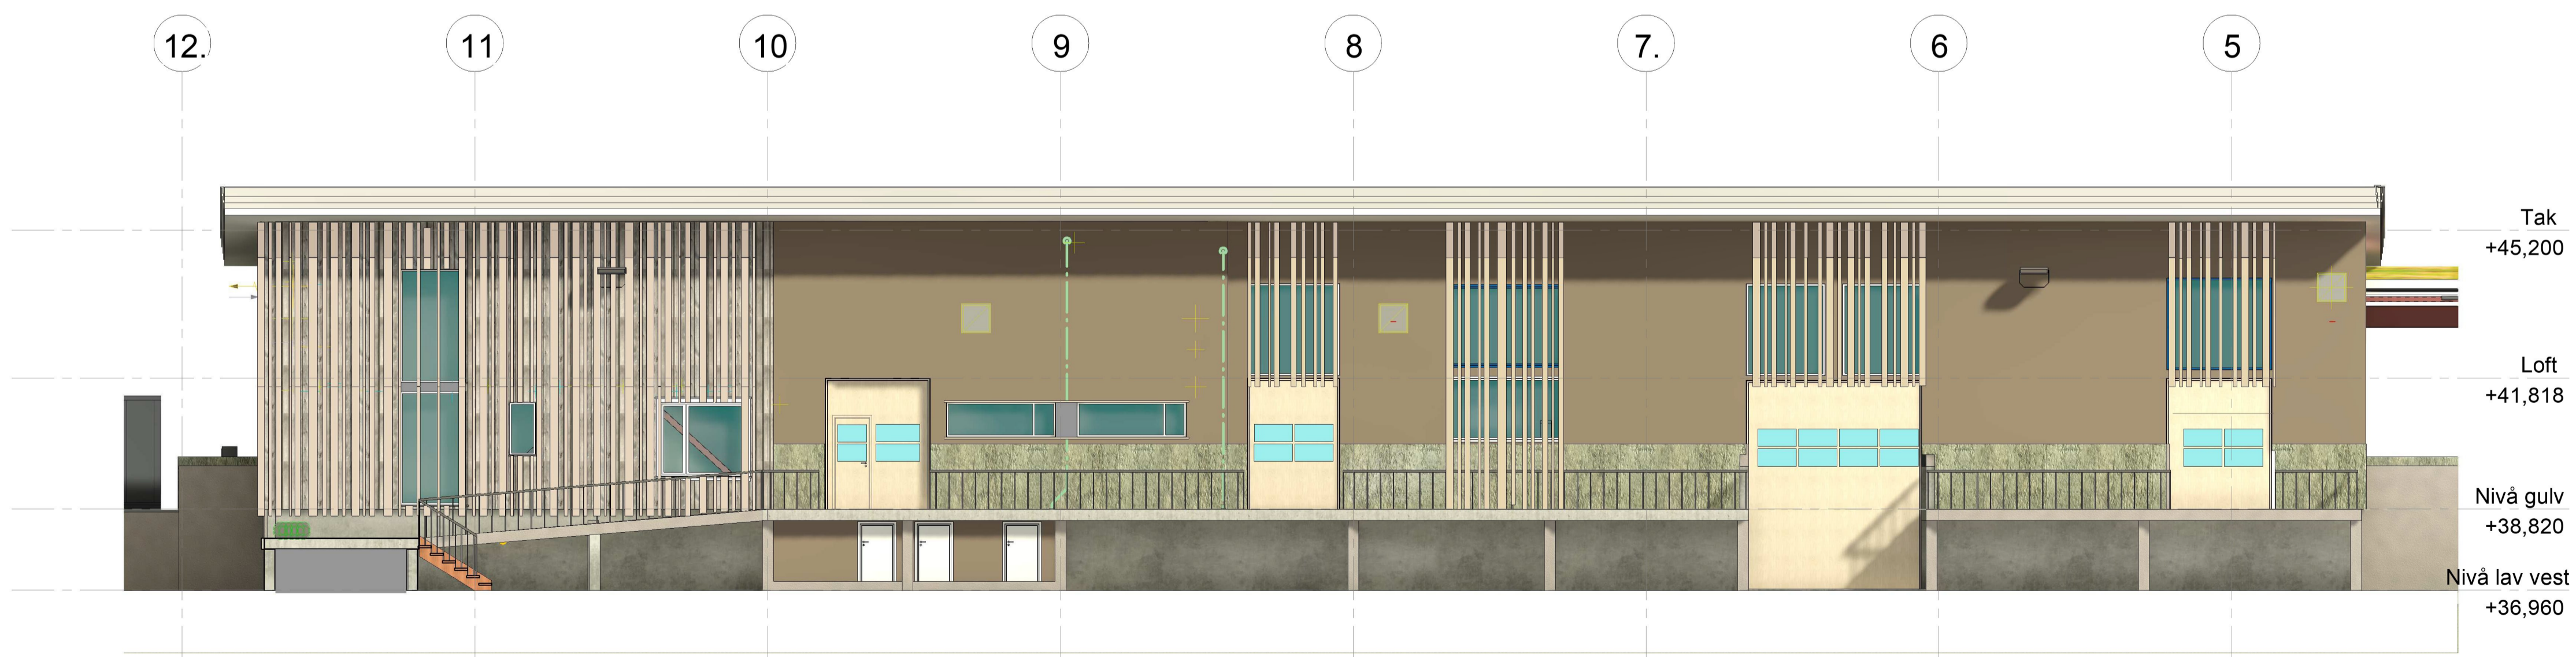 12. 11 10 9 8 7. 6 5
Tak
+45,200
Loft
+41,818
Nivå gulv
+38,820
Nivå lav vest
+36,960